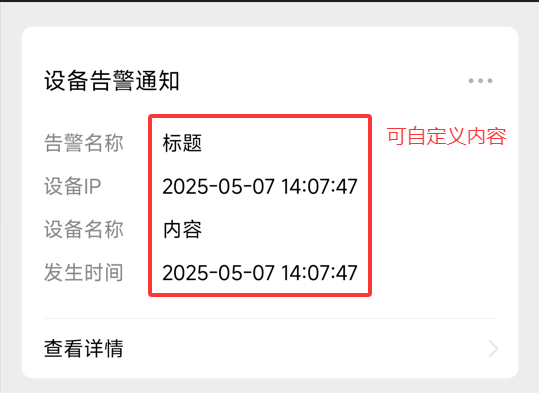 设备告警通知
告警名称 标题 可自定义内容
设备IP 2025-05-07 14:07:47
设备名称 内容
发生时间 2025-05-07 14:07:47
查看详情